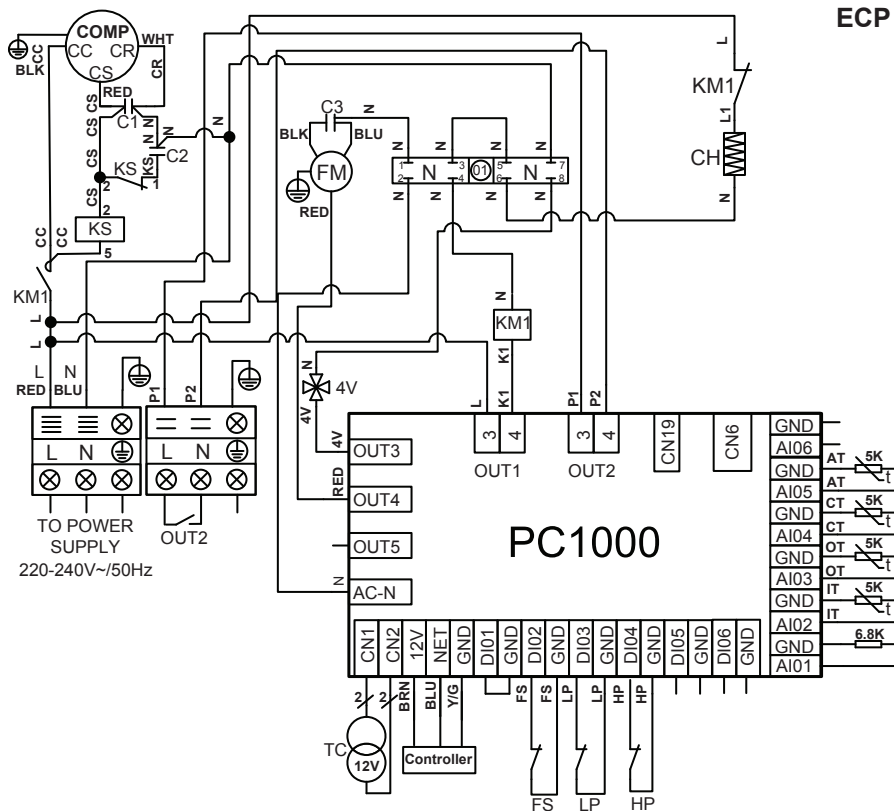 ECP
COMP
CC CR WHT
CC
BLK
CS
CR
RED
CS
C1
N
N
N
N
CS
C2
KS
KS
2 1
CS
CS
2
KS
5
CC
CC
KM1
L
L
L N
RED BLU
P1
P2
C3
N
BLK BLU
FM
RED
N
N
N
N
1 3 5 7
N 01 N
2 4 6 8
N
N
N
N
L
KM1
L1
CH
N
N
KM1
K1
N
4V
4V
L
K1
P1
P2
L N
L N
TO POWER
SUPPLY
220-240V~/50Hz
OUT2
4V
OUT3
RED
OUT4
OUT5
N
AC-N
3 4
OUT1
3 4
OUT2
CN19
CN6
PC1000
GND
AI06
GND
AT
5K
t
AI05
AT
GND
CT
5K
t
AI04
CT
GND
OT
5K
t
AI03
OT
GND
IT
5K
t
AI02
IT
GND
6.8K
AI01
CN1
CN2
12V
NET
GND
DI01
GND
DI02
GND
DI03
GND
DI04
GND
DI05
GND
DI06
GND
2
2
BRN
BLU
Y/G
FS
FS
LP
LP
HP
HP
TC
12V
Controller
FS
LP
HP